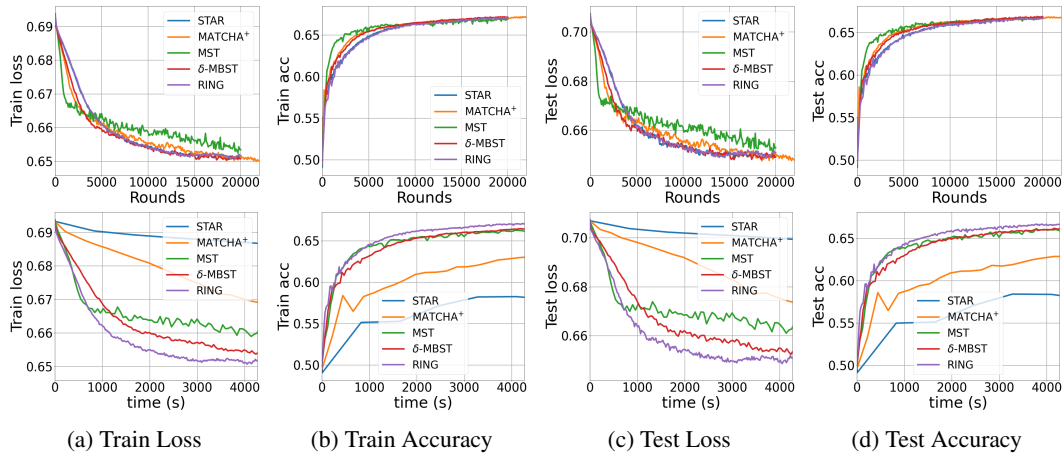 0.69
0.68
0.67
0.66
0.65
Train loss
STAR
MATCHA+
MST
δ-MBST
RING
0 5000 10000 15000 20000
Rounds
0.65
0.60
0.55
0.50
Train acc
STAR
MATCHA+
MST
δ-MBST
RING
0 5000 10000 15000 20000
Rounds
0.70
0.68
0.66
Test loss
STAR
MATCHA+
MST
δ-MBST
RING
0 5000 10000 15000 20000
Rounds
0.65
0.60
0.55
0.50
Test acc
STAR
MATCHA+
MST
δ-MBST
RING
0 5000 10000 15000 20000
Rounds
0.69
0.68
0.67
0.66
0.65
Train loss
STAR
MATCHA+
MST
δ-MBST
RING
0 1000 2000 3000 4000
time (s)
0.65
0.60
0.55
0.50
Train acc
STAR
MATCHA+
MST
δ-MBST
RING
0 1000 2000 3000 4000
time (s)
0.70
0.68
0.66
Test loss
STAR
MATCHA+
MST
δ-MBST
RING
0 1000 2000 3000 4000
time (s)
0.65
0.60
0.55
0.50
Test acc
STAR
MATCHA+
MST
δ-MBST
RING
0 1000 2000 3000 4000
time (s)
(a) Train Loss
(b) Train Accuracy
(c) Test Loss
(d) Test Accuracy